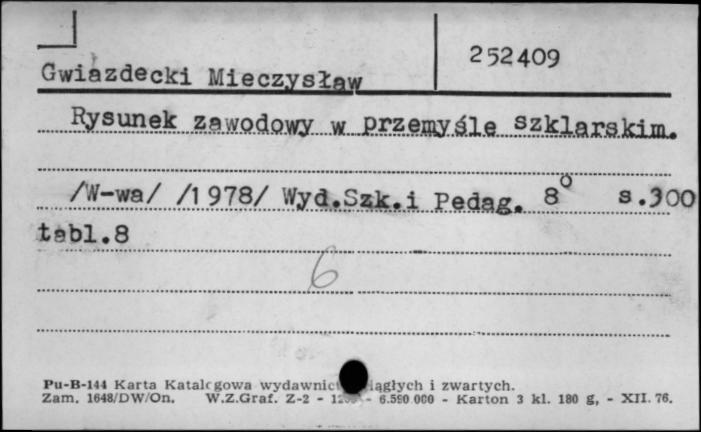 252409
Gwiazdecki Mieczysław
Rysunek zawodowy w przemyśle szklarskim.
/W-wa/ /1978/ Wyd.Szk.i Pedag. 8° s.300
tabl.8
6
Pu-B-144 Karta Katalogowa wydawnict ciągłych i zwartych.
Zam. 1648/DW/On. W.Z.Graf. Z-2 - - 6.590 000 - Karton 3 kl. 180 g, - XII. 76.